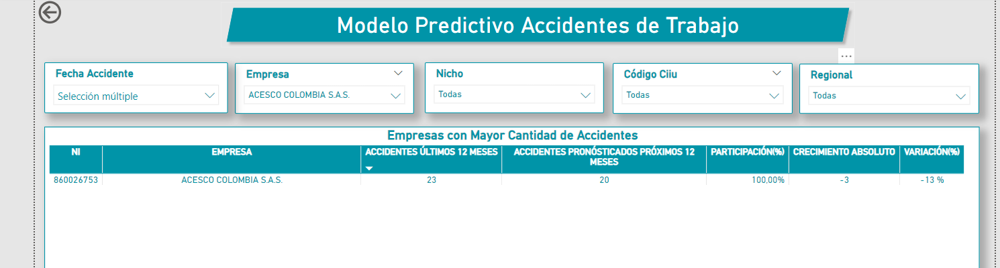 Modelo Predictivo Accidentes de Trabajo
Fecha Accidente
Selección múltiple
Empresa
ACESCO COLOMBIA S.A.S.
Nicho
Todas
Código Ciiu
Todas
Regional
Todas
Empresas con Mayor Cantidad de Accidentes
NI EMPRESA ACCIDENTES ÚLTIMOS 12 MESES ACCIDENTES PRONÓSTICADOS PRÓXIMOS 12 MESES PARTICIPACIÓN(%) CRECIMIENTO ABSOLUTO VARIACIÓN(%)
860026753 ACESCO COLOMBIA S.A.S. 23 20 100,00% -3 -13 %